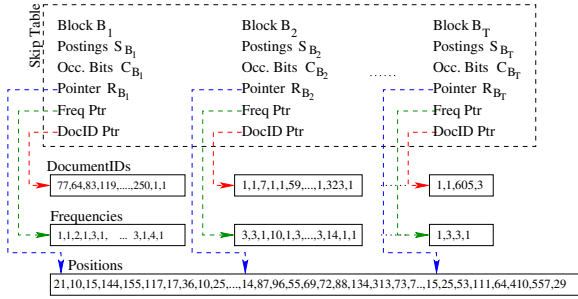 Skip Table
Block B1 Block B2 Block BT
Postings SB1 Postings SB2 Postings SBT
Occ. Bits CB1 Occ. Bits CB2 ...... Occ. Bits CBT
Pointer RB1 Pointer RB2 Pointer RBT
Freq Ptr Freq Ptr Freq Ptr
DocID Ptr DocID Ptr DocID Ptr
DocumentIDs
77,64,83,119,....,250,1,1 1,1,7,1,1,59,...,1,323,1 1,1,605,3
Frequencies
1,1,2,1,3,1, ... 3,1,4,1 3,3,1,10,1,3,...,3,14,1,1 1,3,3,1
Positions
21,10,15,144,155,117,17,36,10,25,....,14,87,96,55,69,72,88,134,313,73,7..,15,25,53,111,64,410,557,29